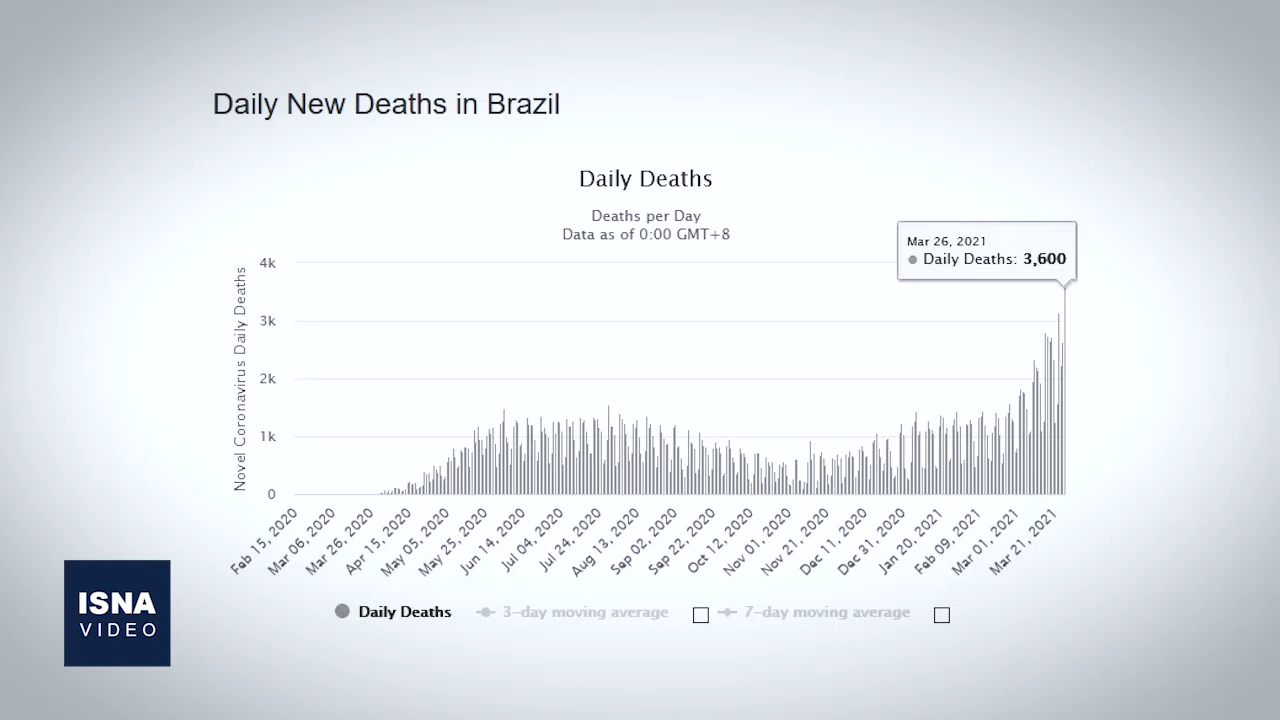 Daily New Deaths in Brazil
Daily Deaths
Deaths per Day
Data as of 0:00 GMT+8
Mar 26, 2021
Daily Deaths: 3,600
Novel Coronavirus Daily Deaths
4k
3k
2k
1k
0
Feb 15, 2020
Mar 06, 2020
Mar 26, 2020
Apr 15, 2020
May 05, 2020
May 25, 2020
Jun 14, 2020
Jul 04, 2020
Jul 24, 2020
Aug 13, 2020
Sep 02, 2020
Sep 22, 2020
Oct 12, 2020
Nov 01, 2020
Nov 21, 2020
Dec 11, 2020
Dec 31, 2020
Jan 20, 2021
Feb 09, 2021
Mar 01, 2021
Mar 21, 2021
Daily Deaths 3-day moving average 7-day moving average
ISNA
VIDEO